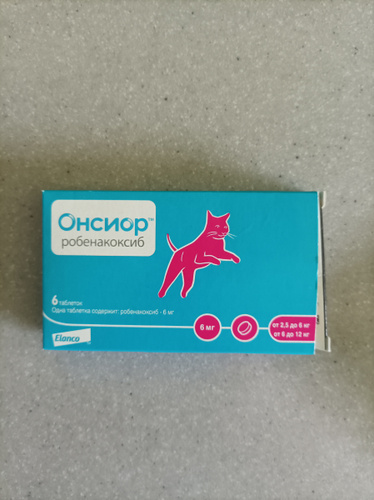 Онсиор™
робенакоксиб
6 таблеток
Одна таблетка содержит: робенакоксиб - 6 мг
Elanco
6 мг
от 2,5 до 6 кг
от 6 до 12 кг